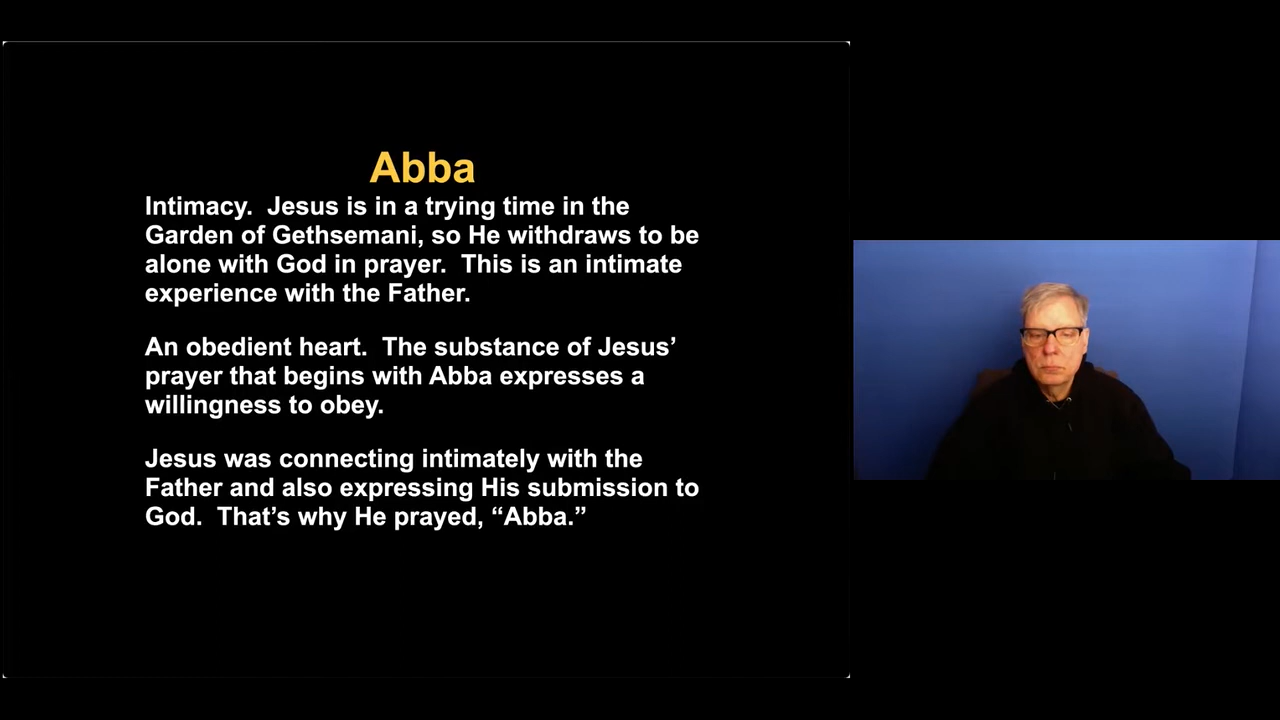 Abba
Intimacy.  Jesus is in a trying time in the
Garden of Gethsemani, so He withdraws to be
alone with God in prayer.  This is an intimate
experience with the Father.
An obedient heart.  The substance of Jesus’
prayer that begins with Abba expresses a
willingness to obey.
Jesus was connecting intimately with the
Father and also expressing His submission to
God.  That’s why He prayed, “Abba.”